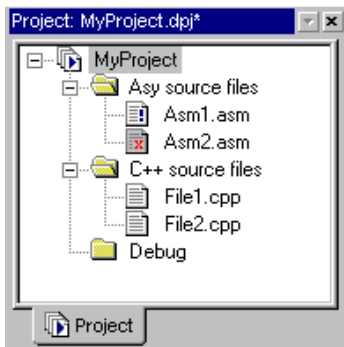 Project: MyProject.dpj*
MyProject
Asy source files
Asm1.asm
Asm2.asm
C++ source files
File1.cpp
File2.cpp
Debug
Project